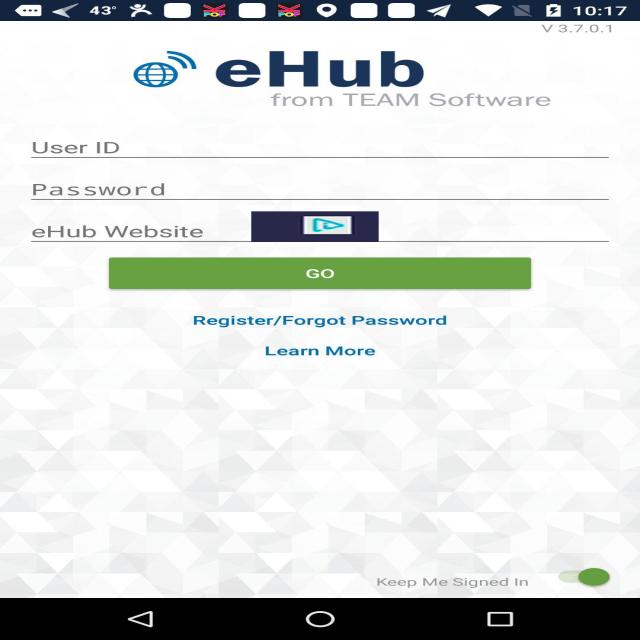 43° 10:17
V 3.7.0.1
eHub
from TEAM Software
User ID
Password
eHub Website
GO
Register/Forgot Password
Learn More
Keep Me Signed In